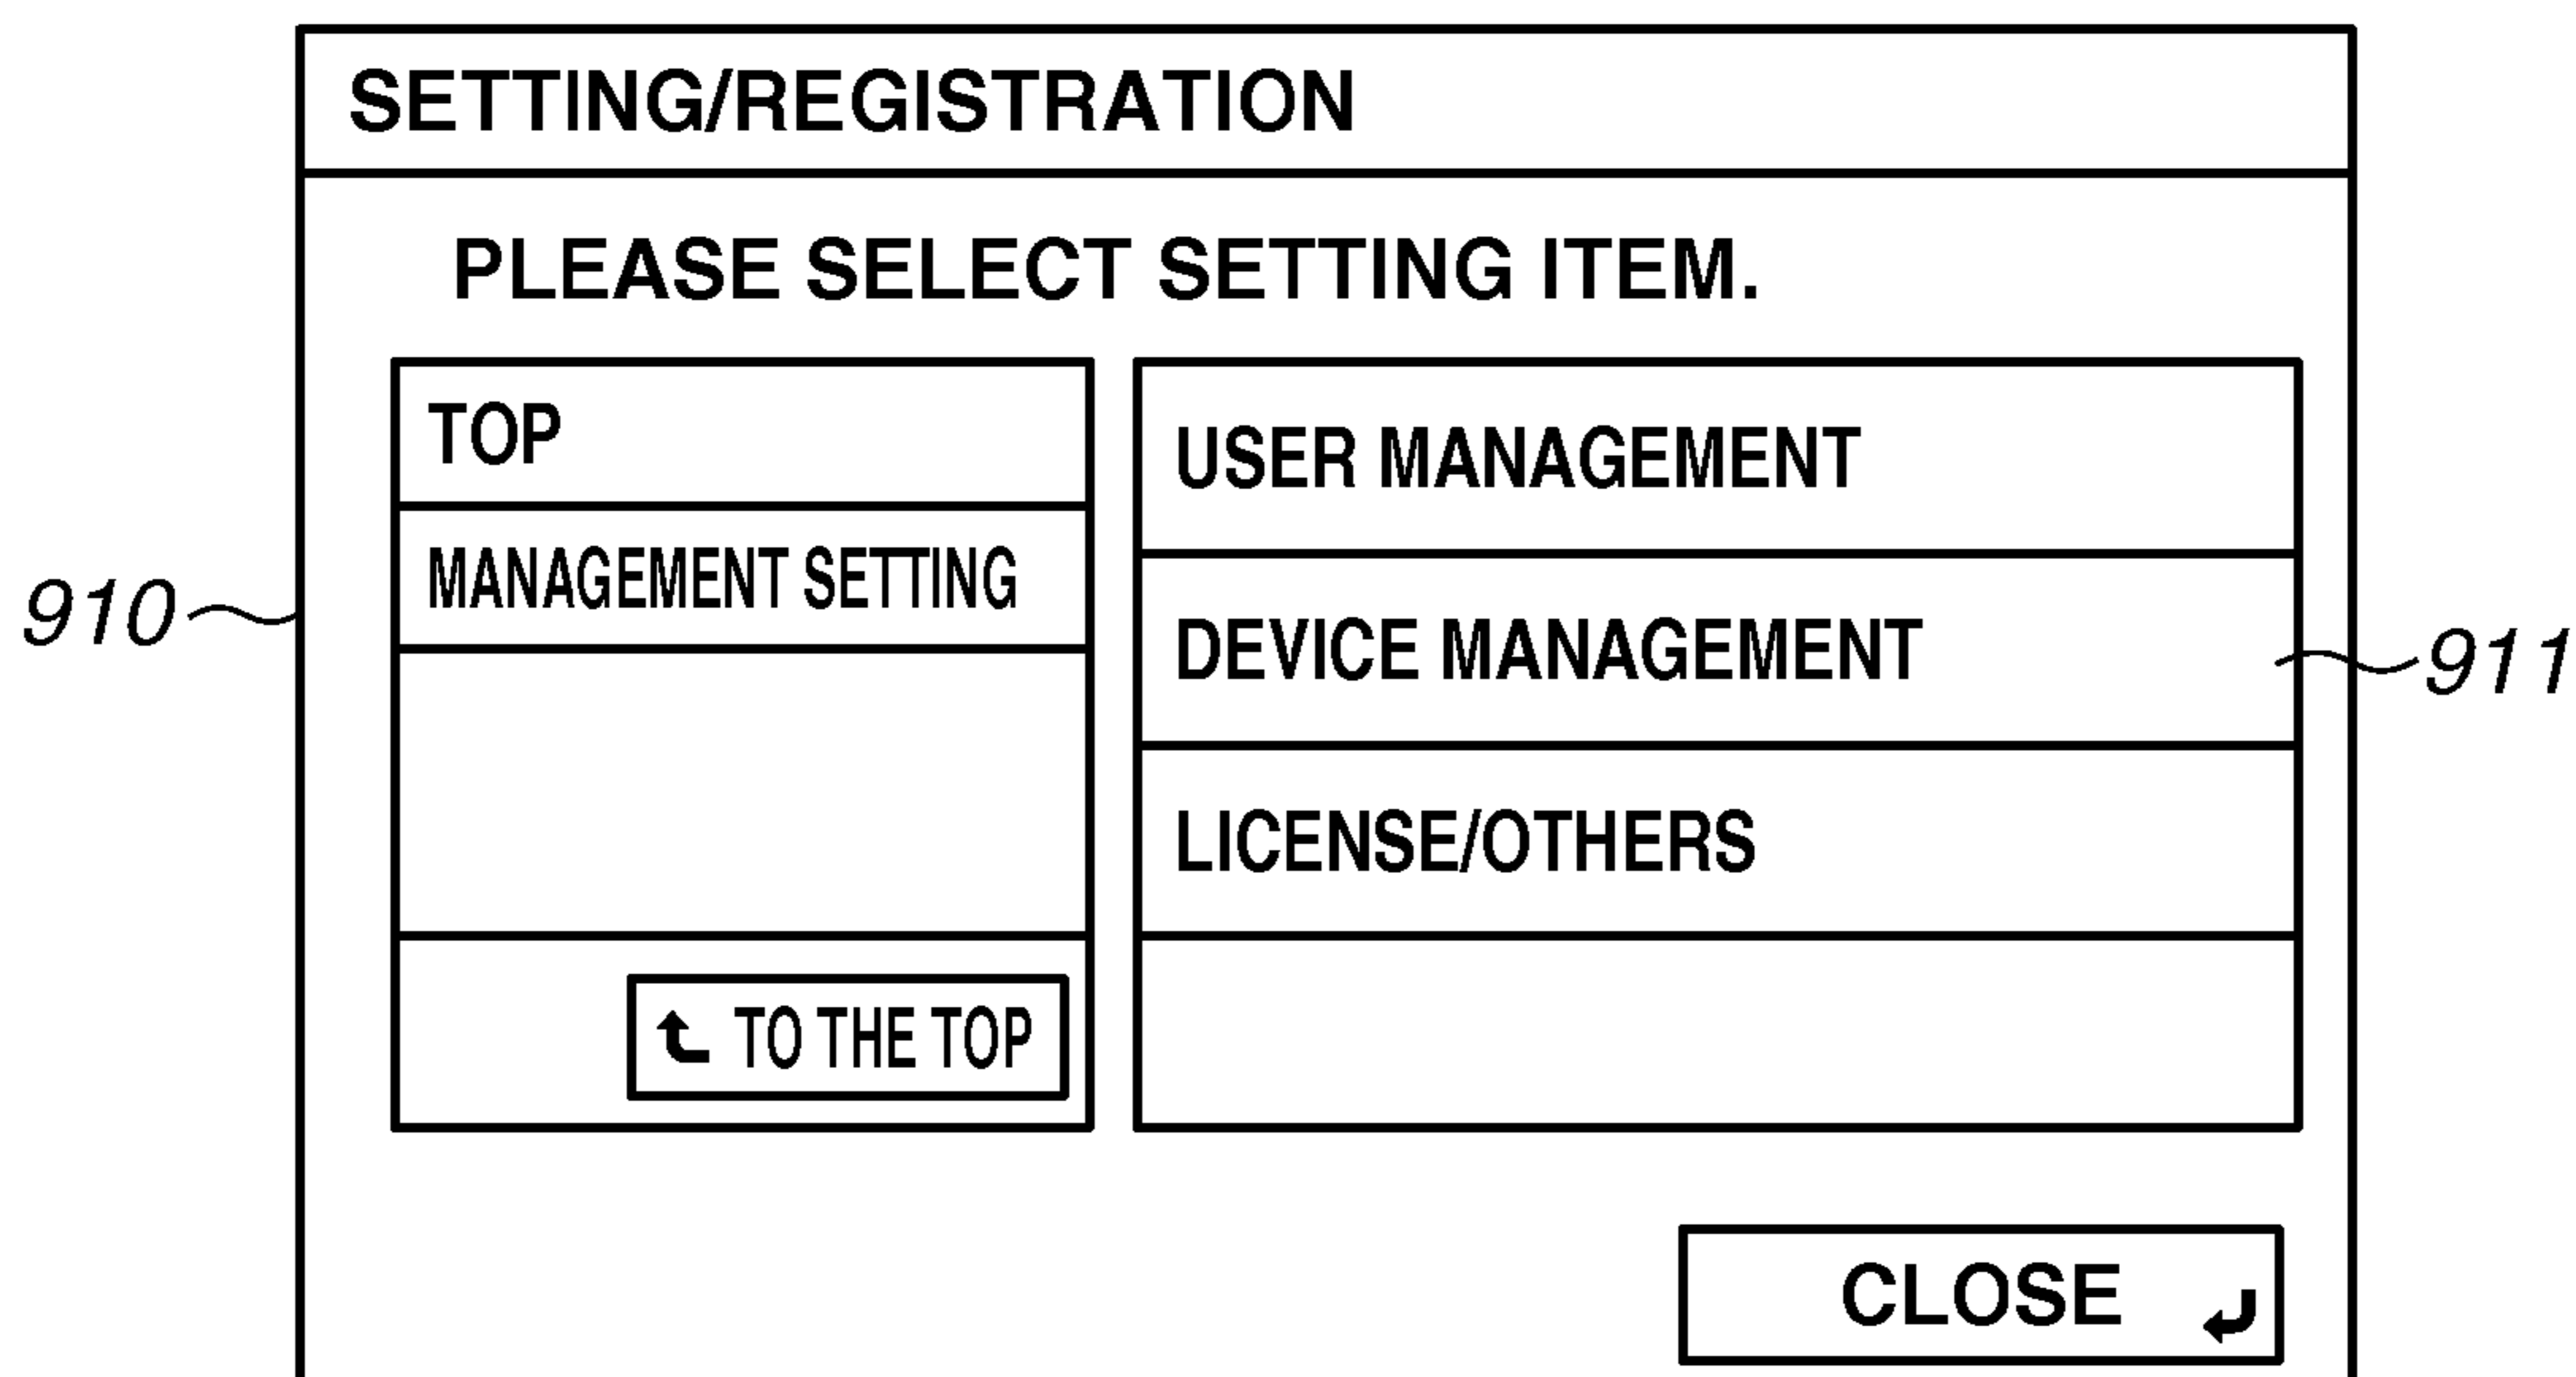 SETTING/REGISTRATION
PLEASE SELECT SETTING ITEM.
TOP
MANAGEMENT SETTING
TO THE TOP
USER MANAGEMENT
DEVICE MANAGEMENT
LICENSE/OTHERS
CLOSE
910
911